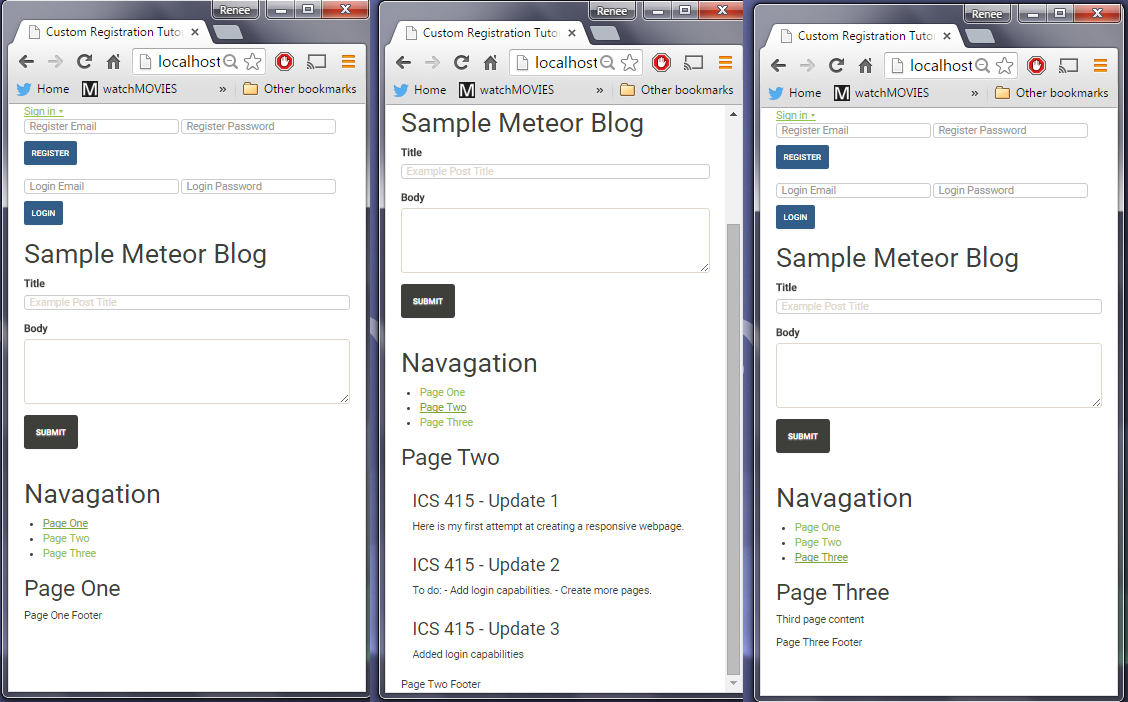 Renee
Custom Registration Tutor
localhost
Home watchMOVIES » Other bookmarks
Sign in ▾
Register Email Register Password
REGISTER
Login Email Login Password
LOGIN
Sample Meteor Blog
Title
Example Post Title
Body
SUBMIT
Navagation
Page One
Page Two
Page Three
Page One
Page One Footer
Renee
Custom Registration Tutor
localhost
Home watchMOVIES » Other bookmarks
Sample Meteor Blog
Title
Example Post Title
Body
SUBMIT
Navagation
Page One
Page Two
Page Three
Page Two
ICS 415 - Update 1
Here is my first attempt at creating a responsive webpage.
ICS 415 - Update 2
To do: - Add login capabilities. - Create more pages.
ICS 415 - Update 3
Added login capabilities
Page Two Footer
Renee
Custom Registration Tutor
localhost
Home watchMOVIES » Other bookmarks
Sign in ▾
Register Email Register Password
REGISTER
Login Email Login Password
LOGIN
Sample Meteor Blog
Title
Example Post Title
Body
SUBMIT
Navagation
Page One
Page Two
Page Three
Page Three
Third page content
Page Three Footer